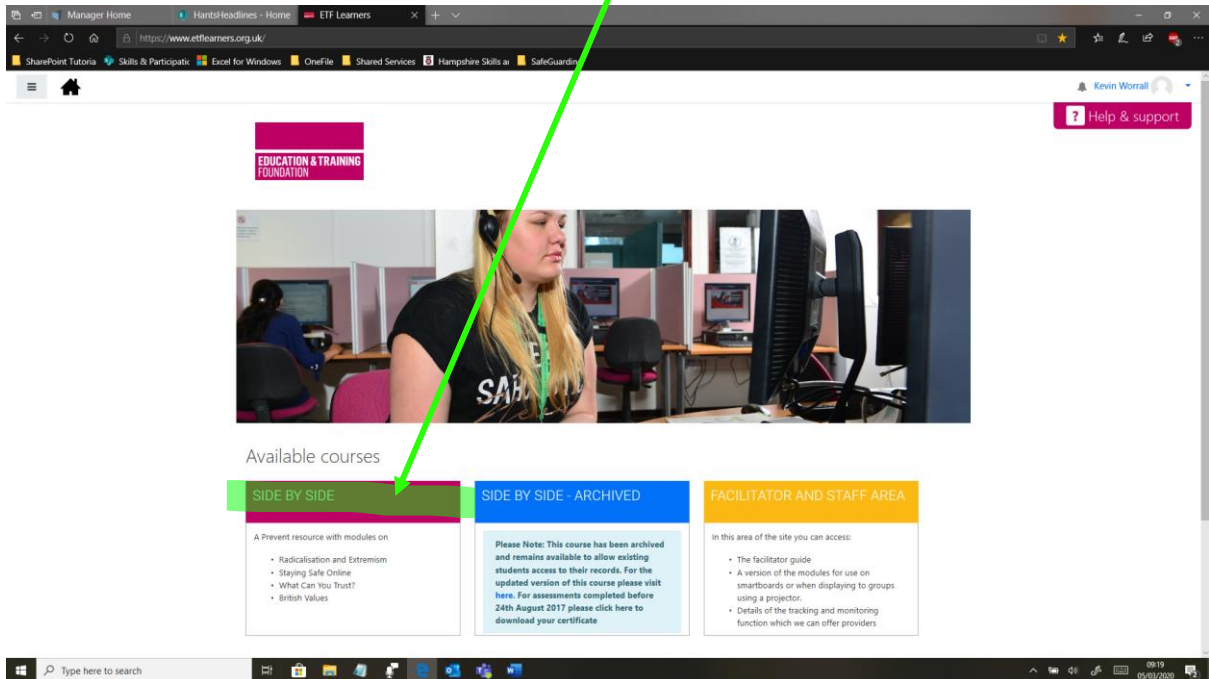 Manager Home
HantsHeadlines - Home
ETF Learners
https://www.etflearners.org.uk/
SharePoint Tutoria
Skills & Participatic
Excel for Windows
OneFile
Shared Services
Hampshire Skills ar
SafeGuardin
Kevin Worrall
? Help & support
EDUCATION & TRAINING
FOUNDATION
Available courses
SIDE BY SIDE
A Prevent resource with modules on
• Radicalisation and Extremism
• Staying Safe Online
• What Can You Trust?
• British Values
SIDE BY SIDE - ARCHIVED
Please Note: This course has been archived
and remains available to allow existing
students access to their records. For the
updated version of this course please visit
here. For assessments completed before
24th August 2017 please click here to
download your certificate
FACILITATOR AND STAFF AREA
In this area of the site you can access:
• The facilitator guide
• A version of the modules for use on
smartboards or when displaying to groups
using a projector.
• Details of the tracking and monitoring
function which we can offer providers
Type here to search
09:19
05/03/2020